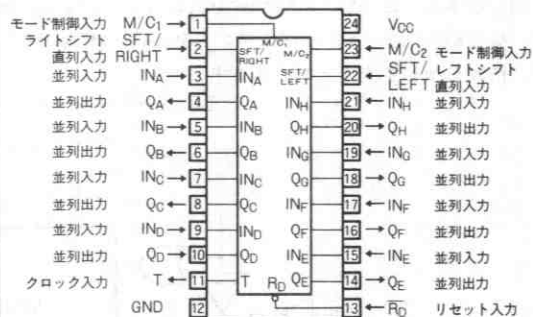 モード制御入力 M/C1 → 1
ライトシフト SFT/
直列入力 RIGHT → 2
並列入力 INA → 3
並列出力 QA ← 4
並列入力 INB → 5
並列出力 QB ← 6
並列入力 INC → 7
並列出力 QC ← 8
並列入力 IND → 9
並列出力 QD ← 10
クロック入力 T → 11
GND 12
M/C1 M/C2
SFT/
RIGHT
SFT/
LEFT
INA
QA INH
INB QH
QB ING
INC QG
QC INF
IND QF
QD INE
T RD QE
24 VCC
23 ← M/C2 モード制御入力
22 ← SFT/ レフトシフト
LEFT 直列入力
21 ← INH 並列入力
20 → QH 並列出力
19 ← ING 並列入力
18 → QG 並列出力
17 ← INF 並列入力
16 → QF 並列出力
15 ← INE 並列入力
14 → QE 並列出力
13 ← R̅D̅ リセット入力